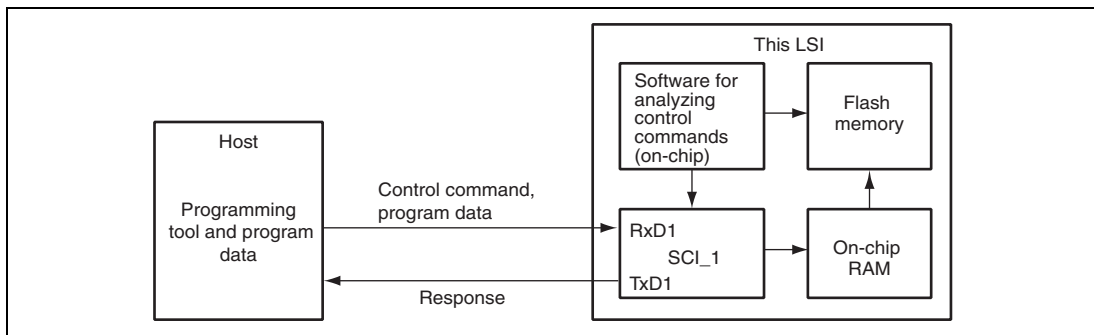 Host
Programming
tool and program
data
Control command,
program data
Response
This LSI
Software for
analyzing
control
commands
(on-chip)
Flash
memory
RxD1
SCI_1
TxD1
On-chip
RAM